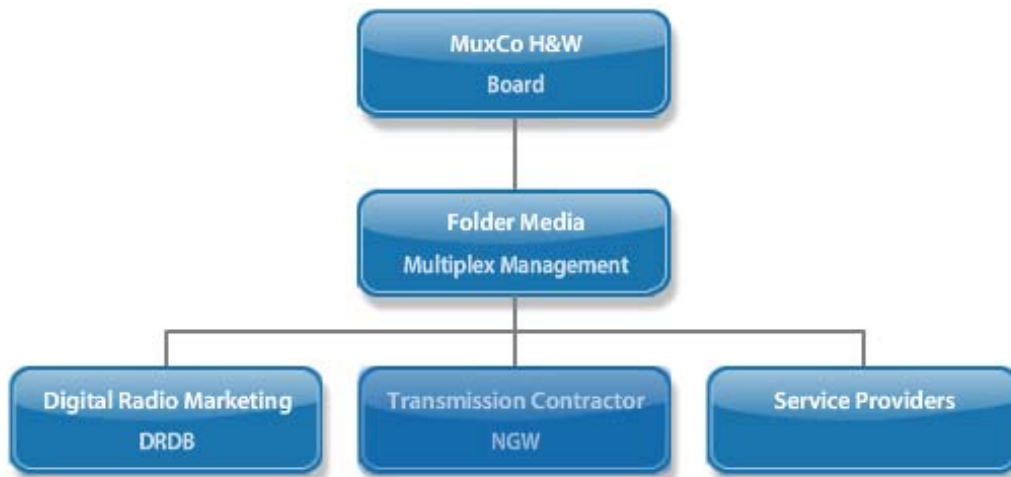 MuxCo H&W
Board
Folder Media
Multiplex Management
Digital Radio Marketing
DRDB
Transmission Contractor
NGW
Service Providers